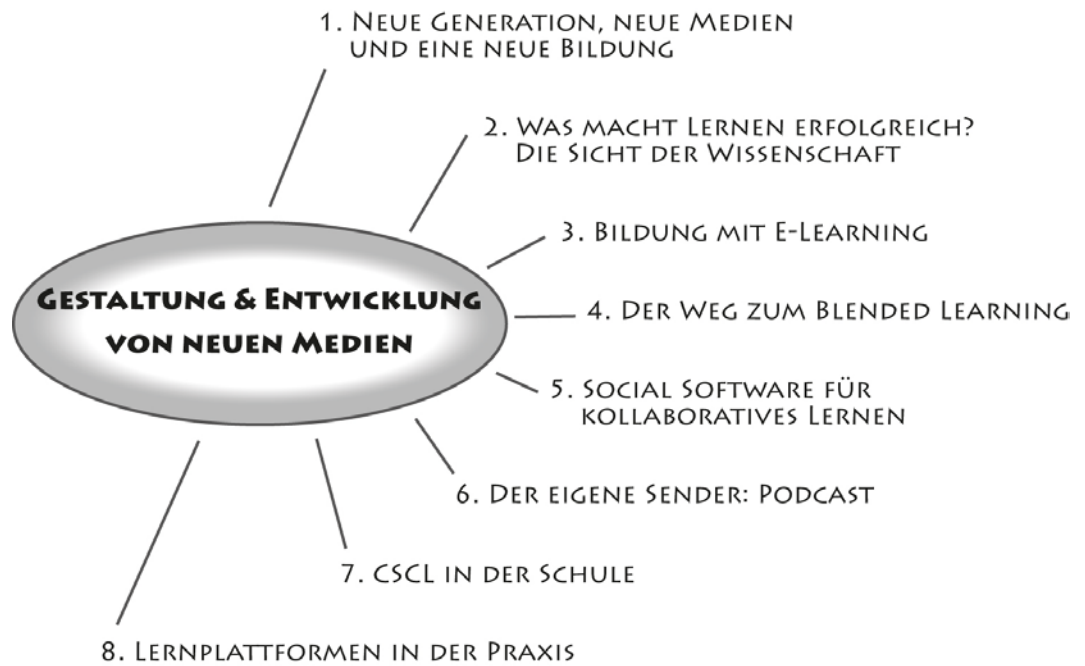 1. Neue Generation, neue Medien
und eine neue Bildung
2. Was macht Lernen erfolgreich?
Die Sicht der Wissenschaft
3. Bildung mit E-Learning
Gestaltung & Entwicklung
von neuen Medien
4. Der Weg zum Blended Learning
5. Social Software für
kollaboratives Lernen
6. Der eigene Sender: Podcast
7. CSCL in der Schule
8. Lernplattformen in der Praxis